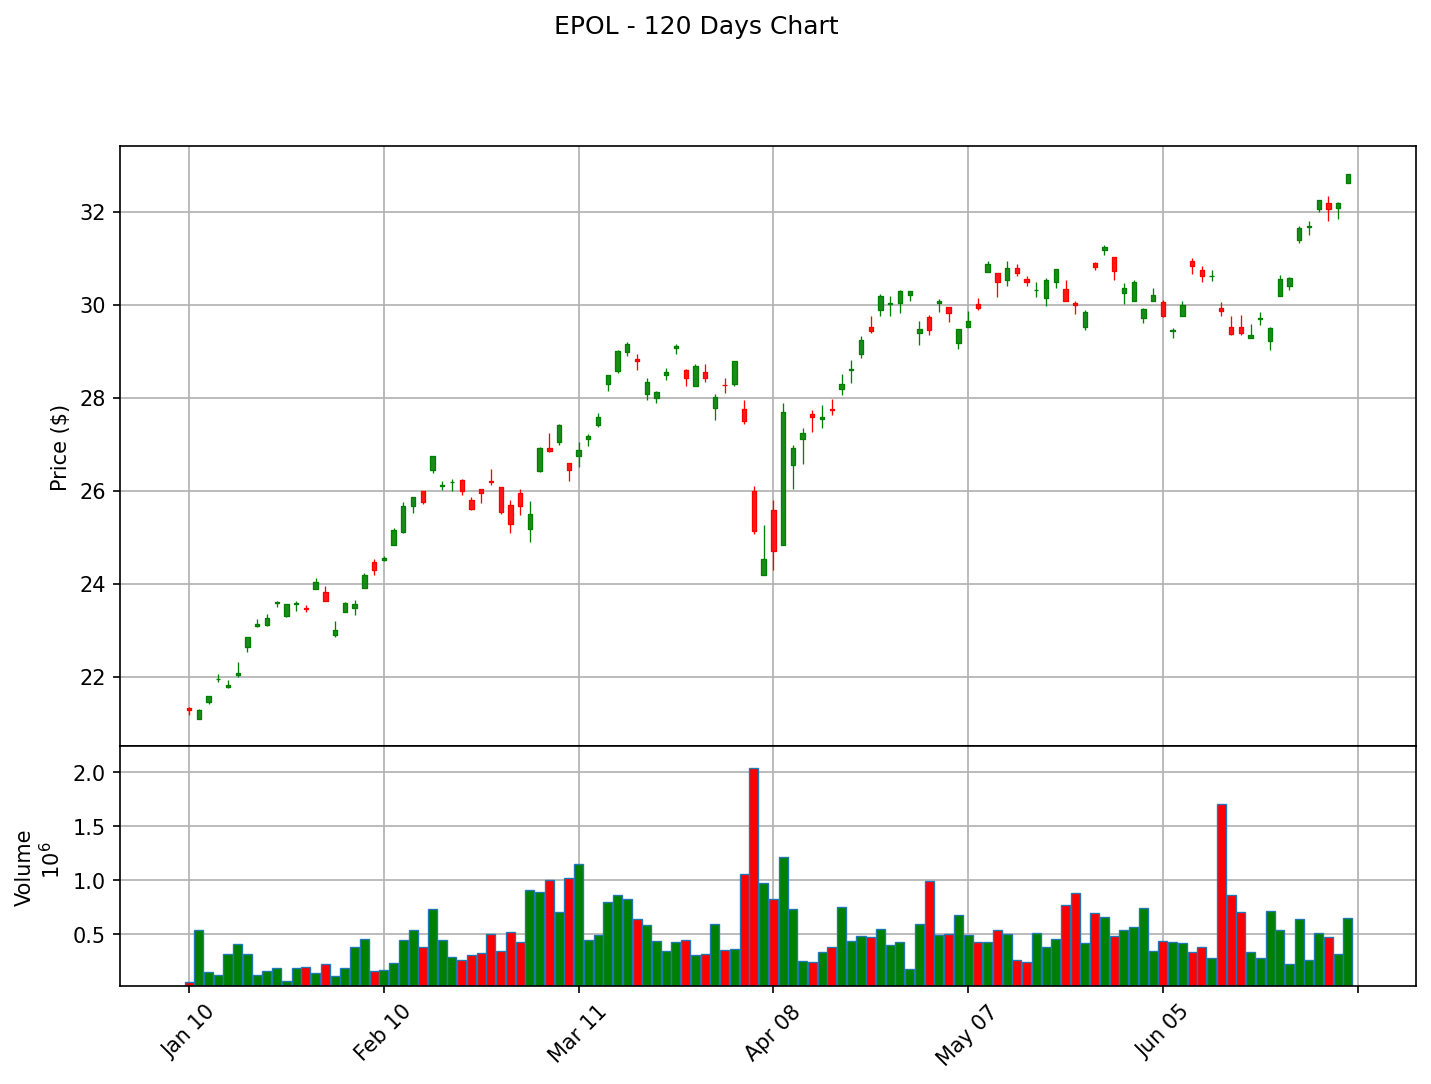 EPOL - 120 Days Chart
Price ($)
32
30
28
26
24
22
Volume
10⁶
2.0
1.5
1.0
0.5
Jan 10
Feb 10
Mar 11
Apr 08
May 07
Jun 05